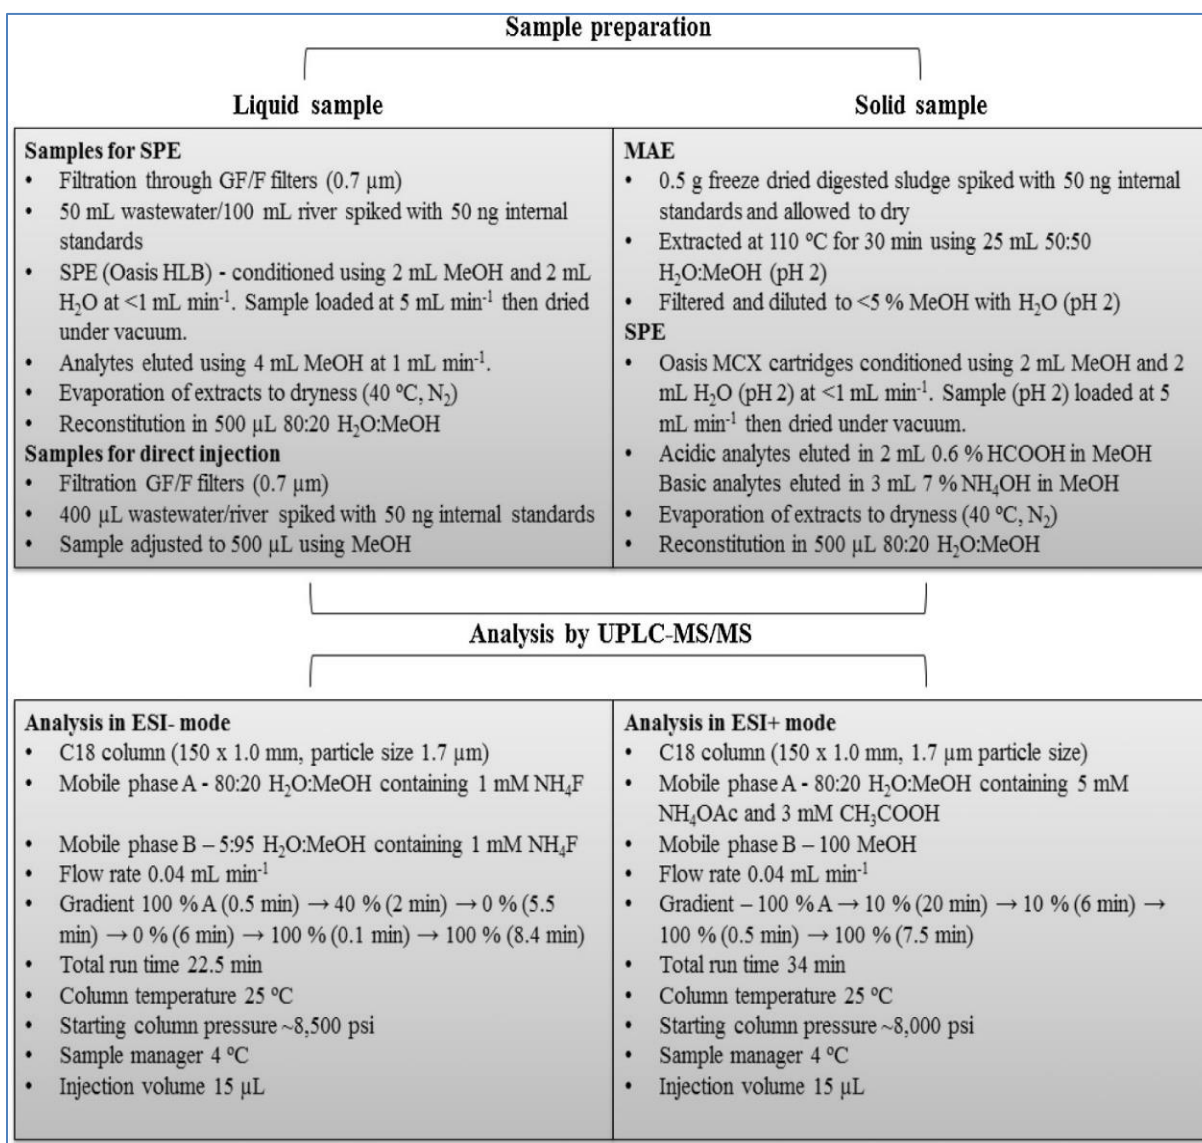 Sample preparation
Liquid sample
Solid sample
Samples for SPE
• Filtration through GF/F filters (0.7 µm)
• 50 mL wastewater/100 mL river spiked with 50 ng internal
standards
• SPE (Oasis HLB) - conditioned using 2 mL MeOH and 2 mL
H₂O at <1 mL min⁻¹. Sample loaded at 5 mL min⁻¹ then dried
under vacuum.
• Analytes eluted using 4 mL MeOH at 1 mL min⁻¹.
• Evaporation of extracts to dryness (40 ºC, N₂)
• Reconstitution in 500 µL 80:20 H₂O:MeOH
Samples for direct injection
• Filtration GF/F filters (0.7 µm)
• 400 µL wastewater/river spiked with 50 ng internal standards
• Sample adjusted to 500 µL using MeOH
MAE
• 0.5 g freeze dried digested sludge spiked with 50 ng internal
standards and allowed to dry
• Extracted at 110 ºC for 30 min using 25 mL 50:50
H₂O:MeOH (pH 2)
• Filtered and diluted to <5 % MeOH with H₂O (pH 2)
SPE
• Oasis MCX cartridges conditioned using 2 mL MeOH and 2
mL H₂O (pH 2) at <1 mL min⁻¹. Sample (pH 2) loaded at 5
mL min⁻¹ then dried under vacuum.
• Acidic analytes eluted in 2 mL 0.6 % HCOOH in MeOH
Basic analytes eluted in 3 mL 7 % NH₄OH in MeOH
• Evaporation of extracts to dryness (40 ºC, N₂)
• Reconstitution in 500 µL 80:20 H₂O:MeOH
Analysis by UPLC-MS/MS
Analysis in ESI- mode
• C18 column (150 x 1.0 mm, particle size 1.7 µm)
• Mobile phase A - 80:20 H₂O:MeOH containing 1 mM NH₄F
• Mobile phase B – 5:95 H₂O:MeOH containing 1 mM NH₄F
• Flow rate 0.04 mL min⁻¹
• Gradient 100 % A (0.5 min) → 40 % (2 min) → 0 % (5.5
min) → 0 % (6 min) → 100 % (0.1 min) → 100 % (8.4 min)
• Total run time 22.5 min
• Column temperature 25 ºC
• Starting column pressure ~8,500 psi
• Sample manager 4 ºC
• Injection volume 15 µL
Analysis in ESI+ mode
• C18 column (150 x 1.0 mm, 1.7 µm particle size)
• Mobile phase A - 80:20 H₂O:MeOH containing 5 mM
NH₄OAc and 3 mM CH₃COOH
• Mobile phase B – 100 MeOH
• Flow rate 0.04 mL min⁻¹
• Gradient – 100 % A → 10 % (20 min) → 10 % (6 min) →
100 % (0.5 min) → 100 % (7.5 min)
• Total run time 34 min
• Column temperature 25 ºC
• Starting column pressure ~8,000 psi
• Sample manager 4 ºC
• Injection volume 15 µL